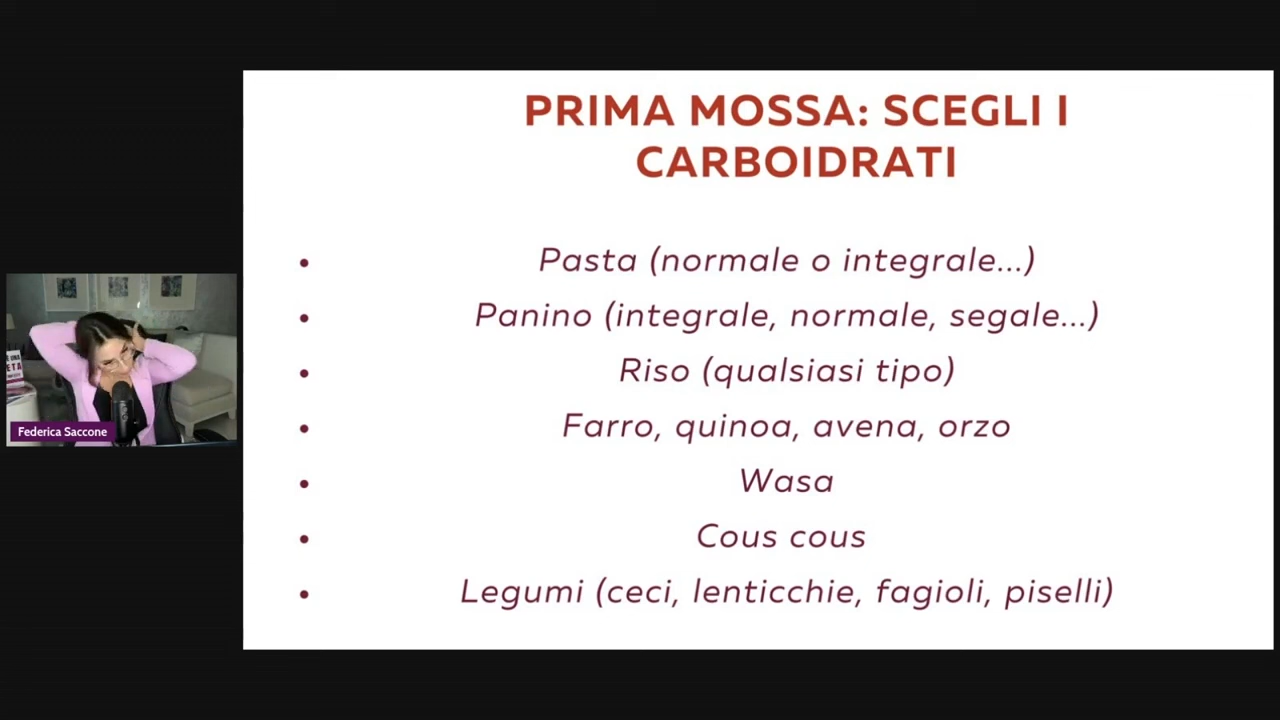 PRIMA MOSSA: SCEGLI I
CARBOIDRATI
Pasta (normale o integrale...)
Panino (integrale, normale, segale...)
Riso (qualsiasi tipo)
Farro, quinoa, avena, orzo
Wasa
Cous cous
Legumi (ceci, lenticchie, fagioli, piselli)
Federica Saccone